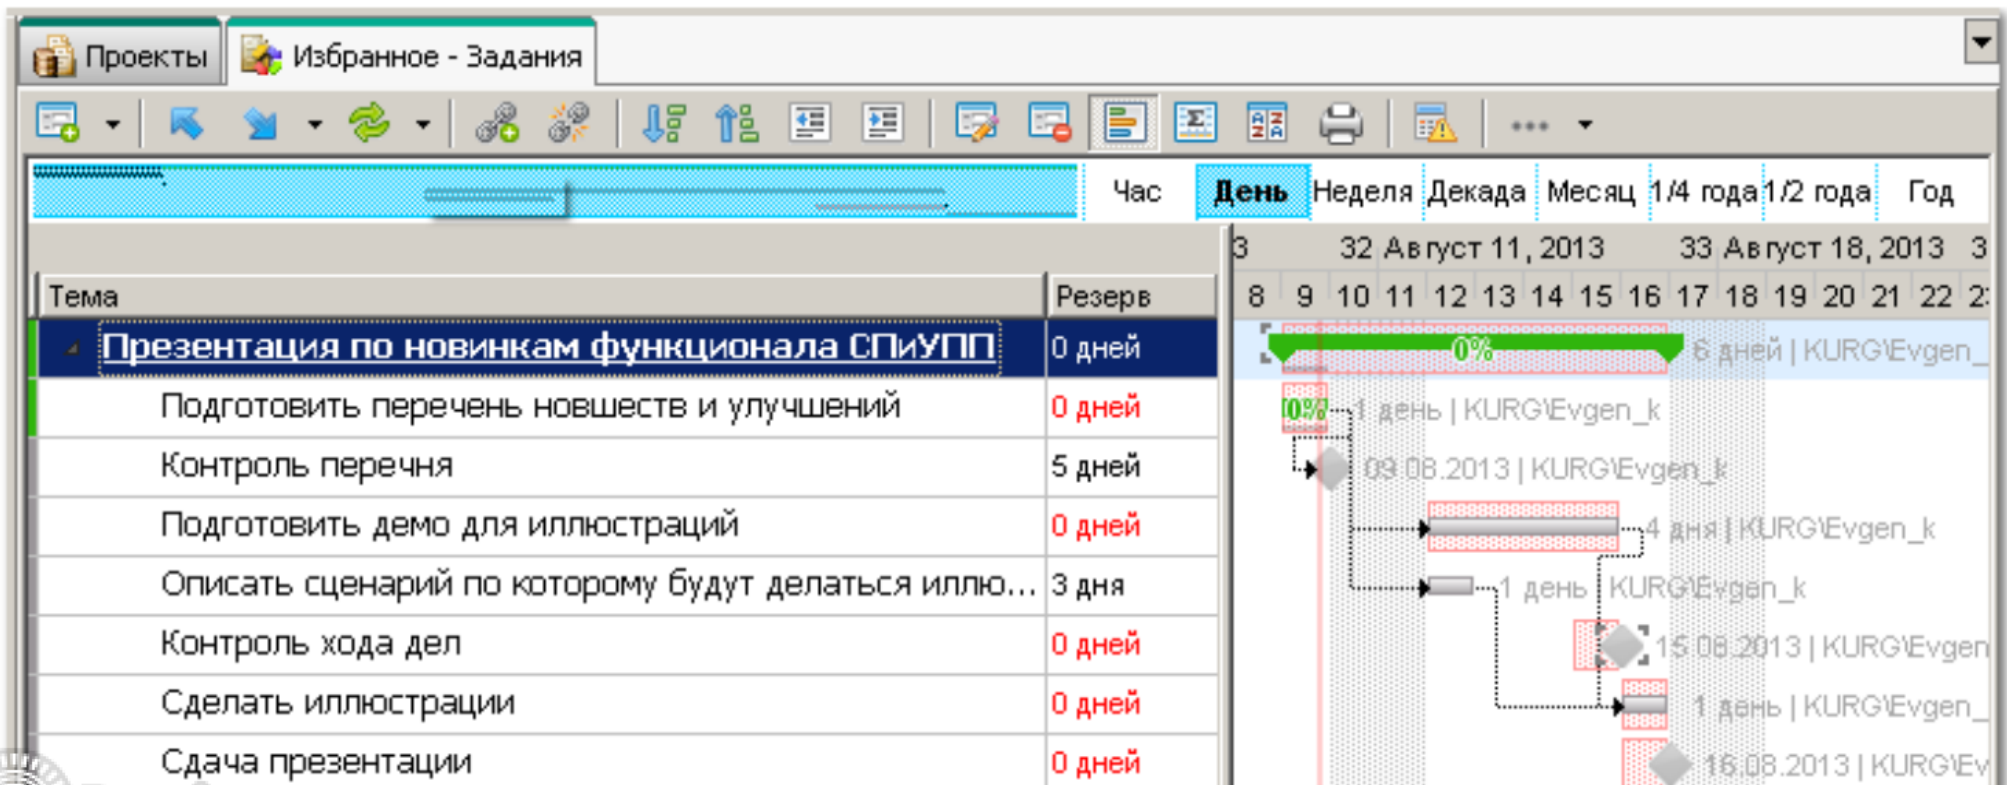 Проекты Избранное - Задания
Час День Неделя Декада Месяц 1/4 года 1/2 года Год
3 32 Август 11, 2013 33 Август 18, 2013 3
Тема Резерв 8 9 10 11 12 13 14 15 16 17 18 19 20 21 22
Презентация по новинкам функционала СПиУПП 0 дней 0% 6 дней | KURG\Evgen_
Подготовить перечень новшеств и улучшений 0 дней 0% 1 день | KURG\Evgen_k
Контроль перечня 5 дней 09.08.2013 | KURG\Evgen_k
Подготовить демо для иллюстраций 0 дней 4 дня | KURG\Evgen_k
Описать сценарий по которому будут делаться иллю... 3 дня 1 день | KURG\Evgen_k
Контроль хода дел 0 дней 15.08.2013 | KURG\Evgen
Сделать иллюстрации 0 дней 1 день | KURG\Evgen_
Сдача презентации 0 дней 16.08.2013 | KURG\Ev